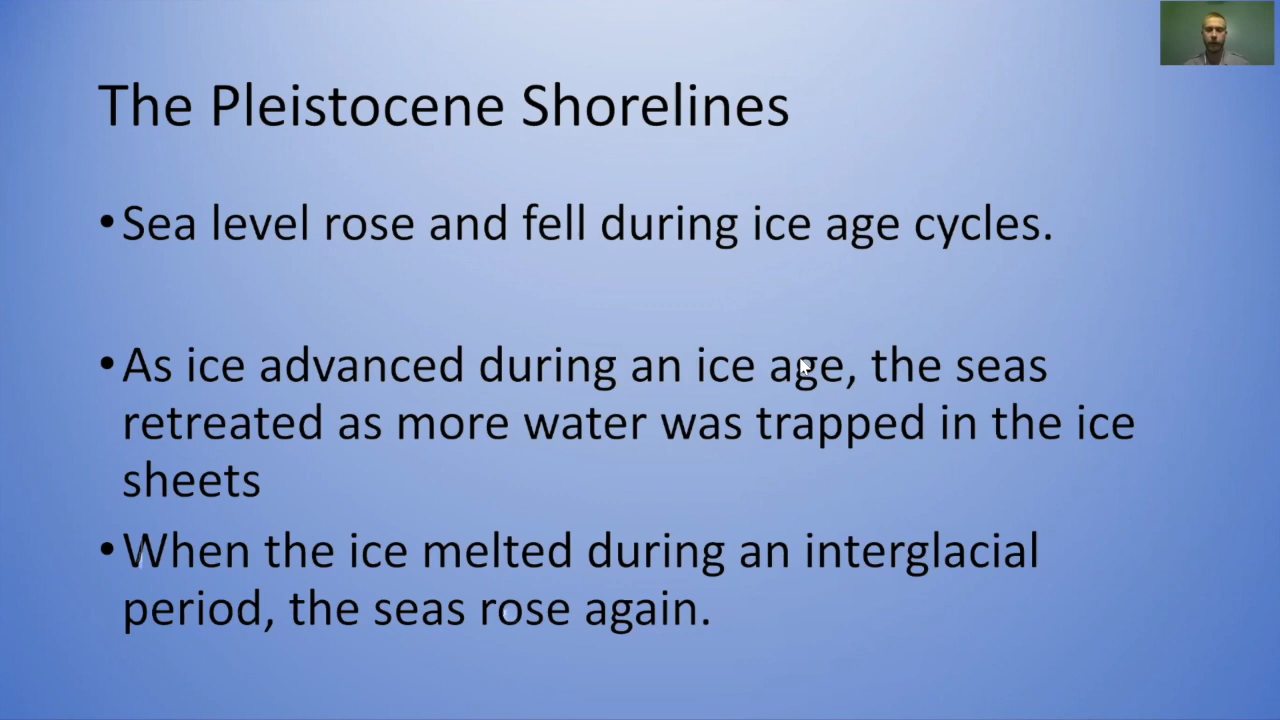 The Pleistocene Shorelines
•Sea level rose and fell during ice age cycles.
•As ice advanced during an ice age, the seas
retreated as more water was trapped in the ice
sheets
•When the ice melted during an interglacial
period, the seas rose again.